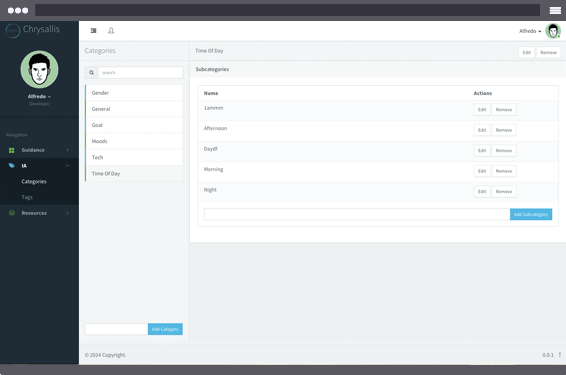 Chrysallis
Alfredo
Alfredo
Developer
Navigation
Guidance
IA
Categories
Tags
Resources
Categories
search
Gender
General
Goal
Moods
Tech
Time Of Day
Add Category
Time Of Day
Edit Remove
Subcategories
Name Actions
1ammm Edit Remove
Afternoon Edit Remove
Daydf Edit Remove
Morning Edit Remove
Night Edit Remove
Add Subcategory
© 2014 Copyright.
0.0.1